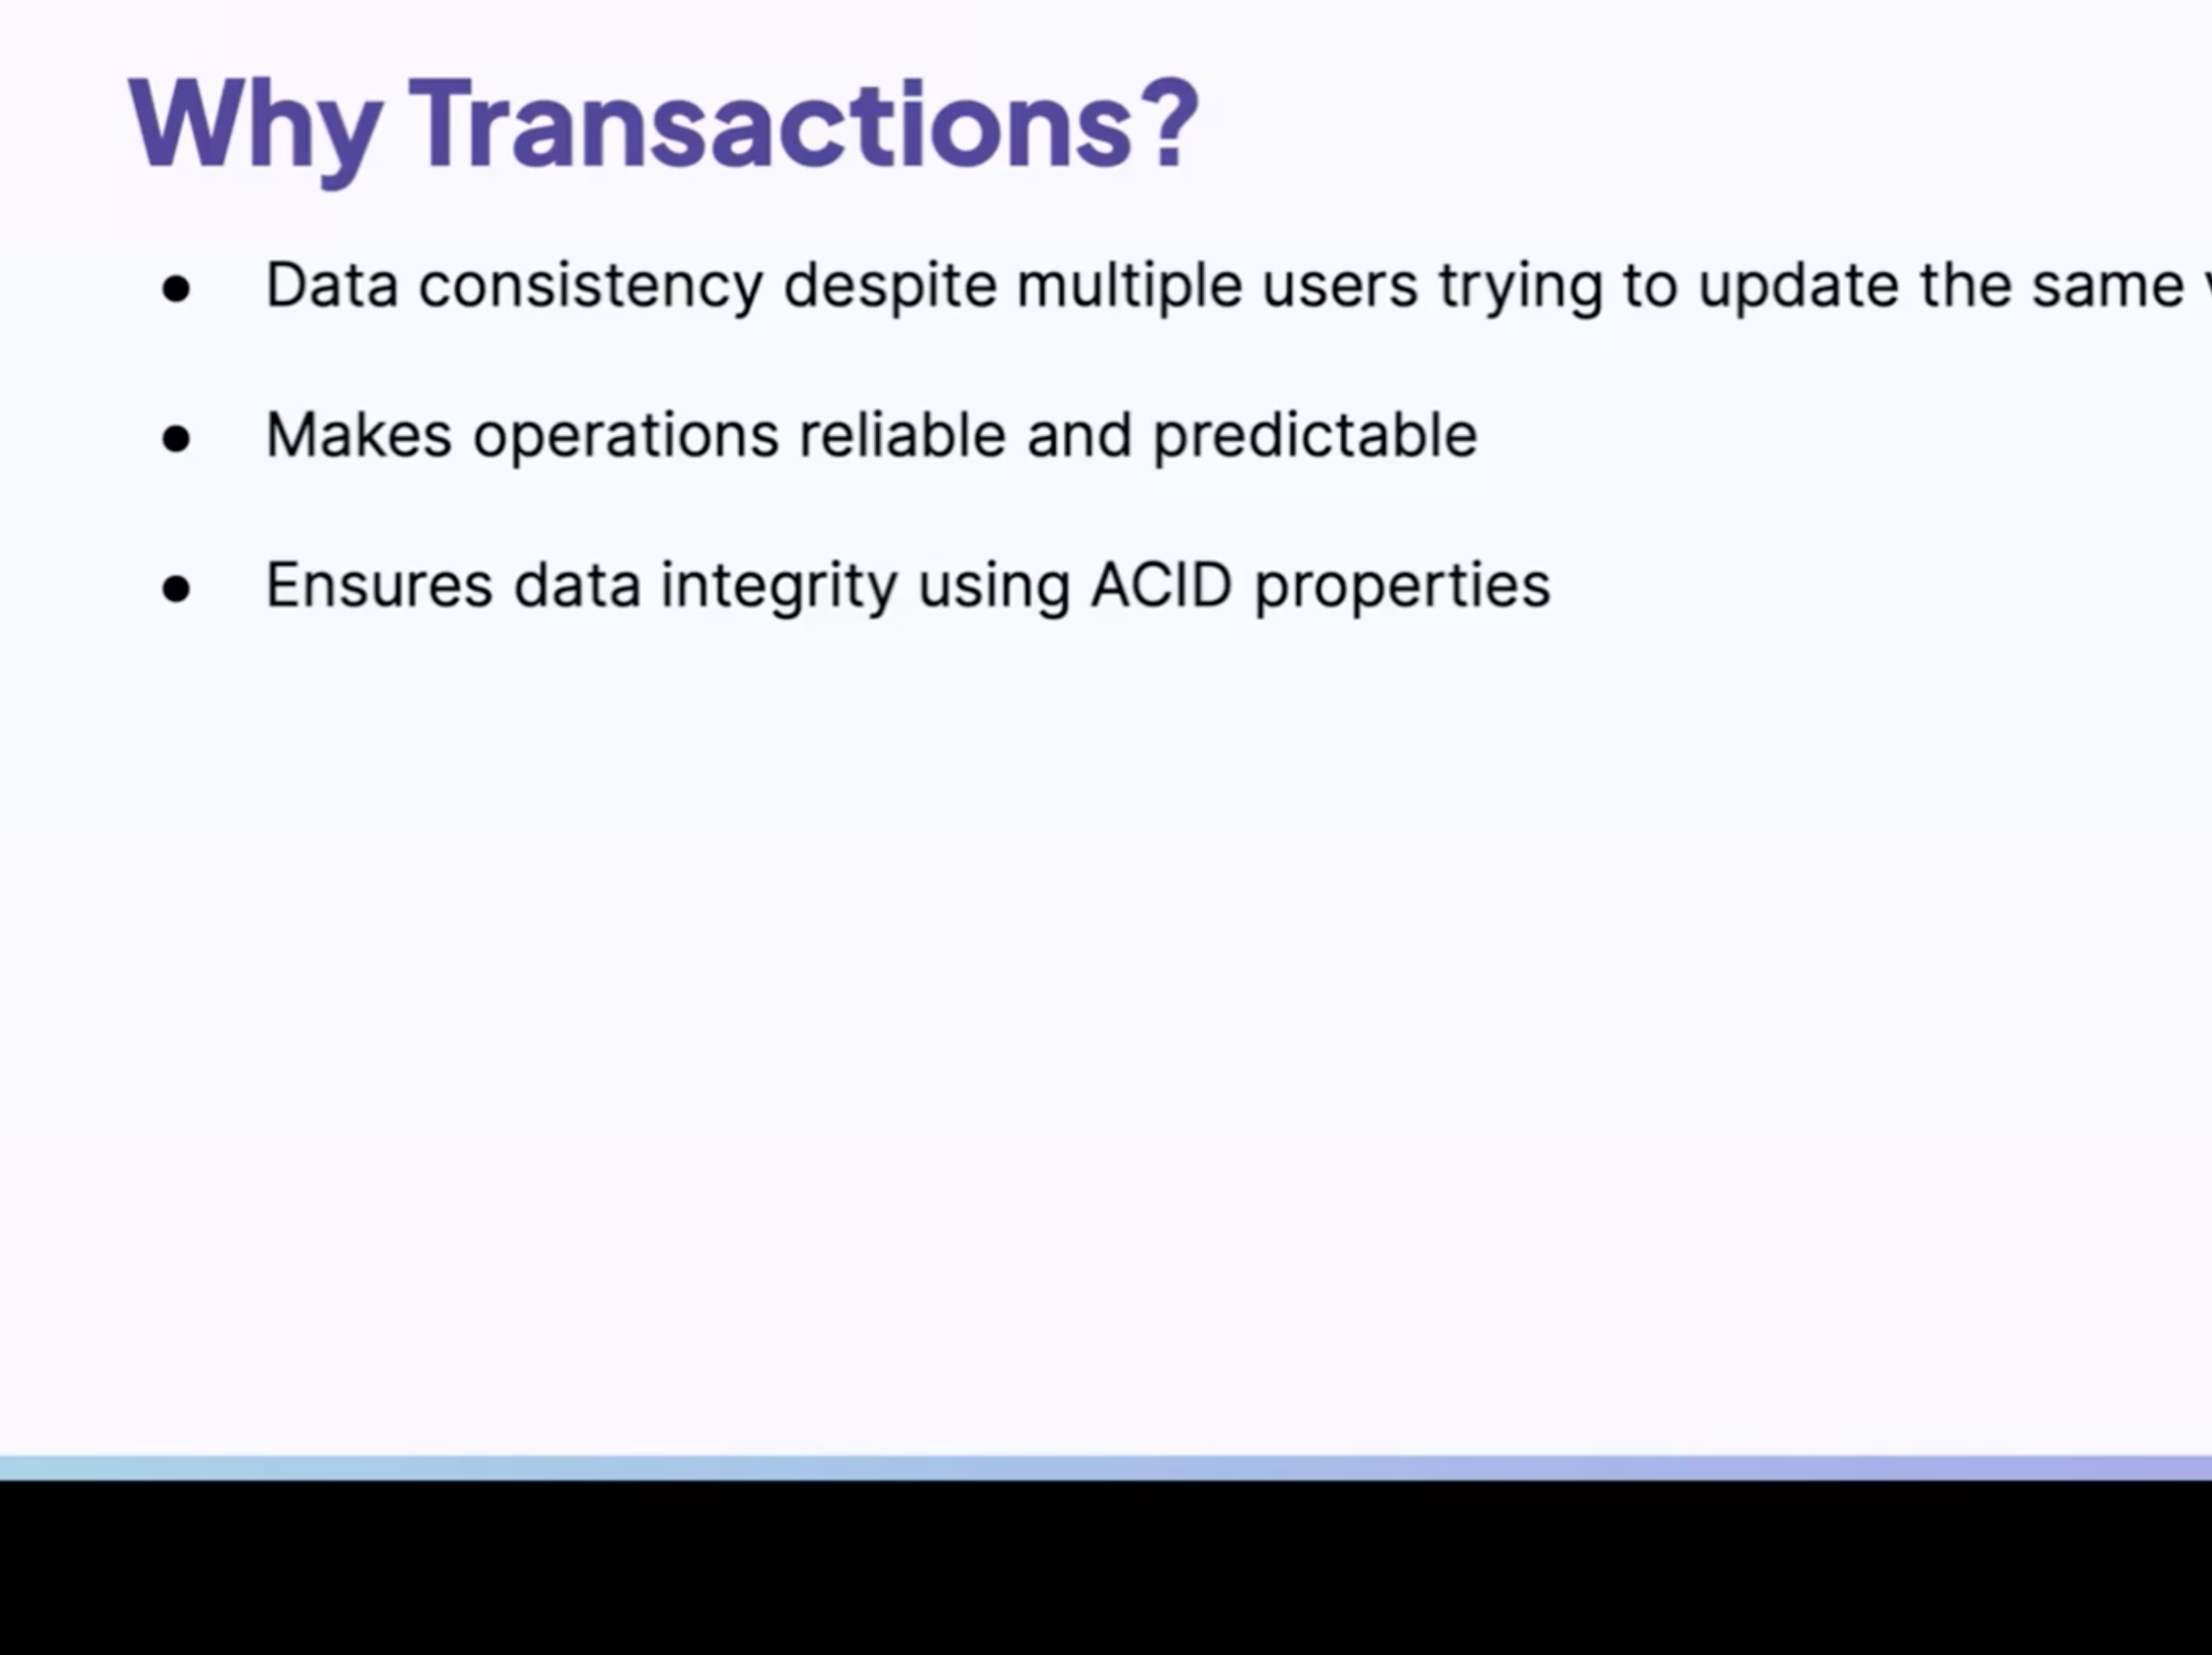 Why Transactions?
● Data consistency despite multiple users trying to update the same
● Makes operations reliable and predictable
● Ensures data integrity using ACID properties